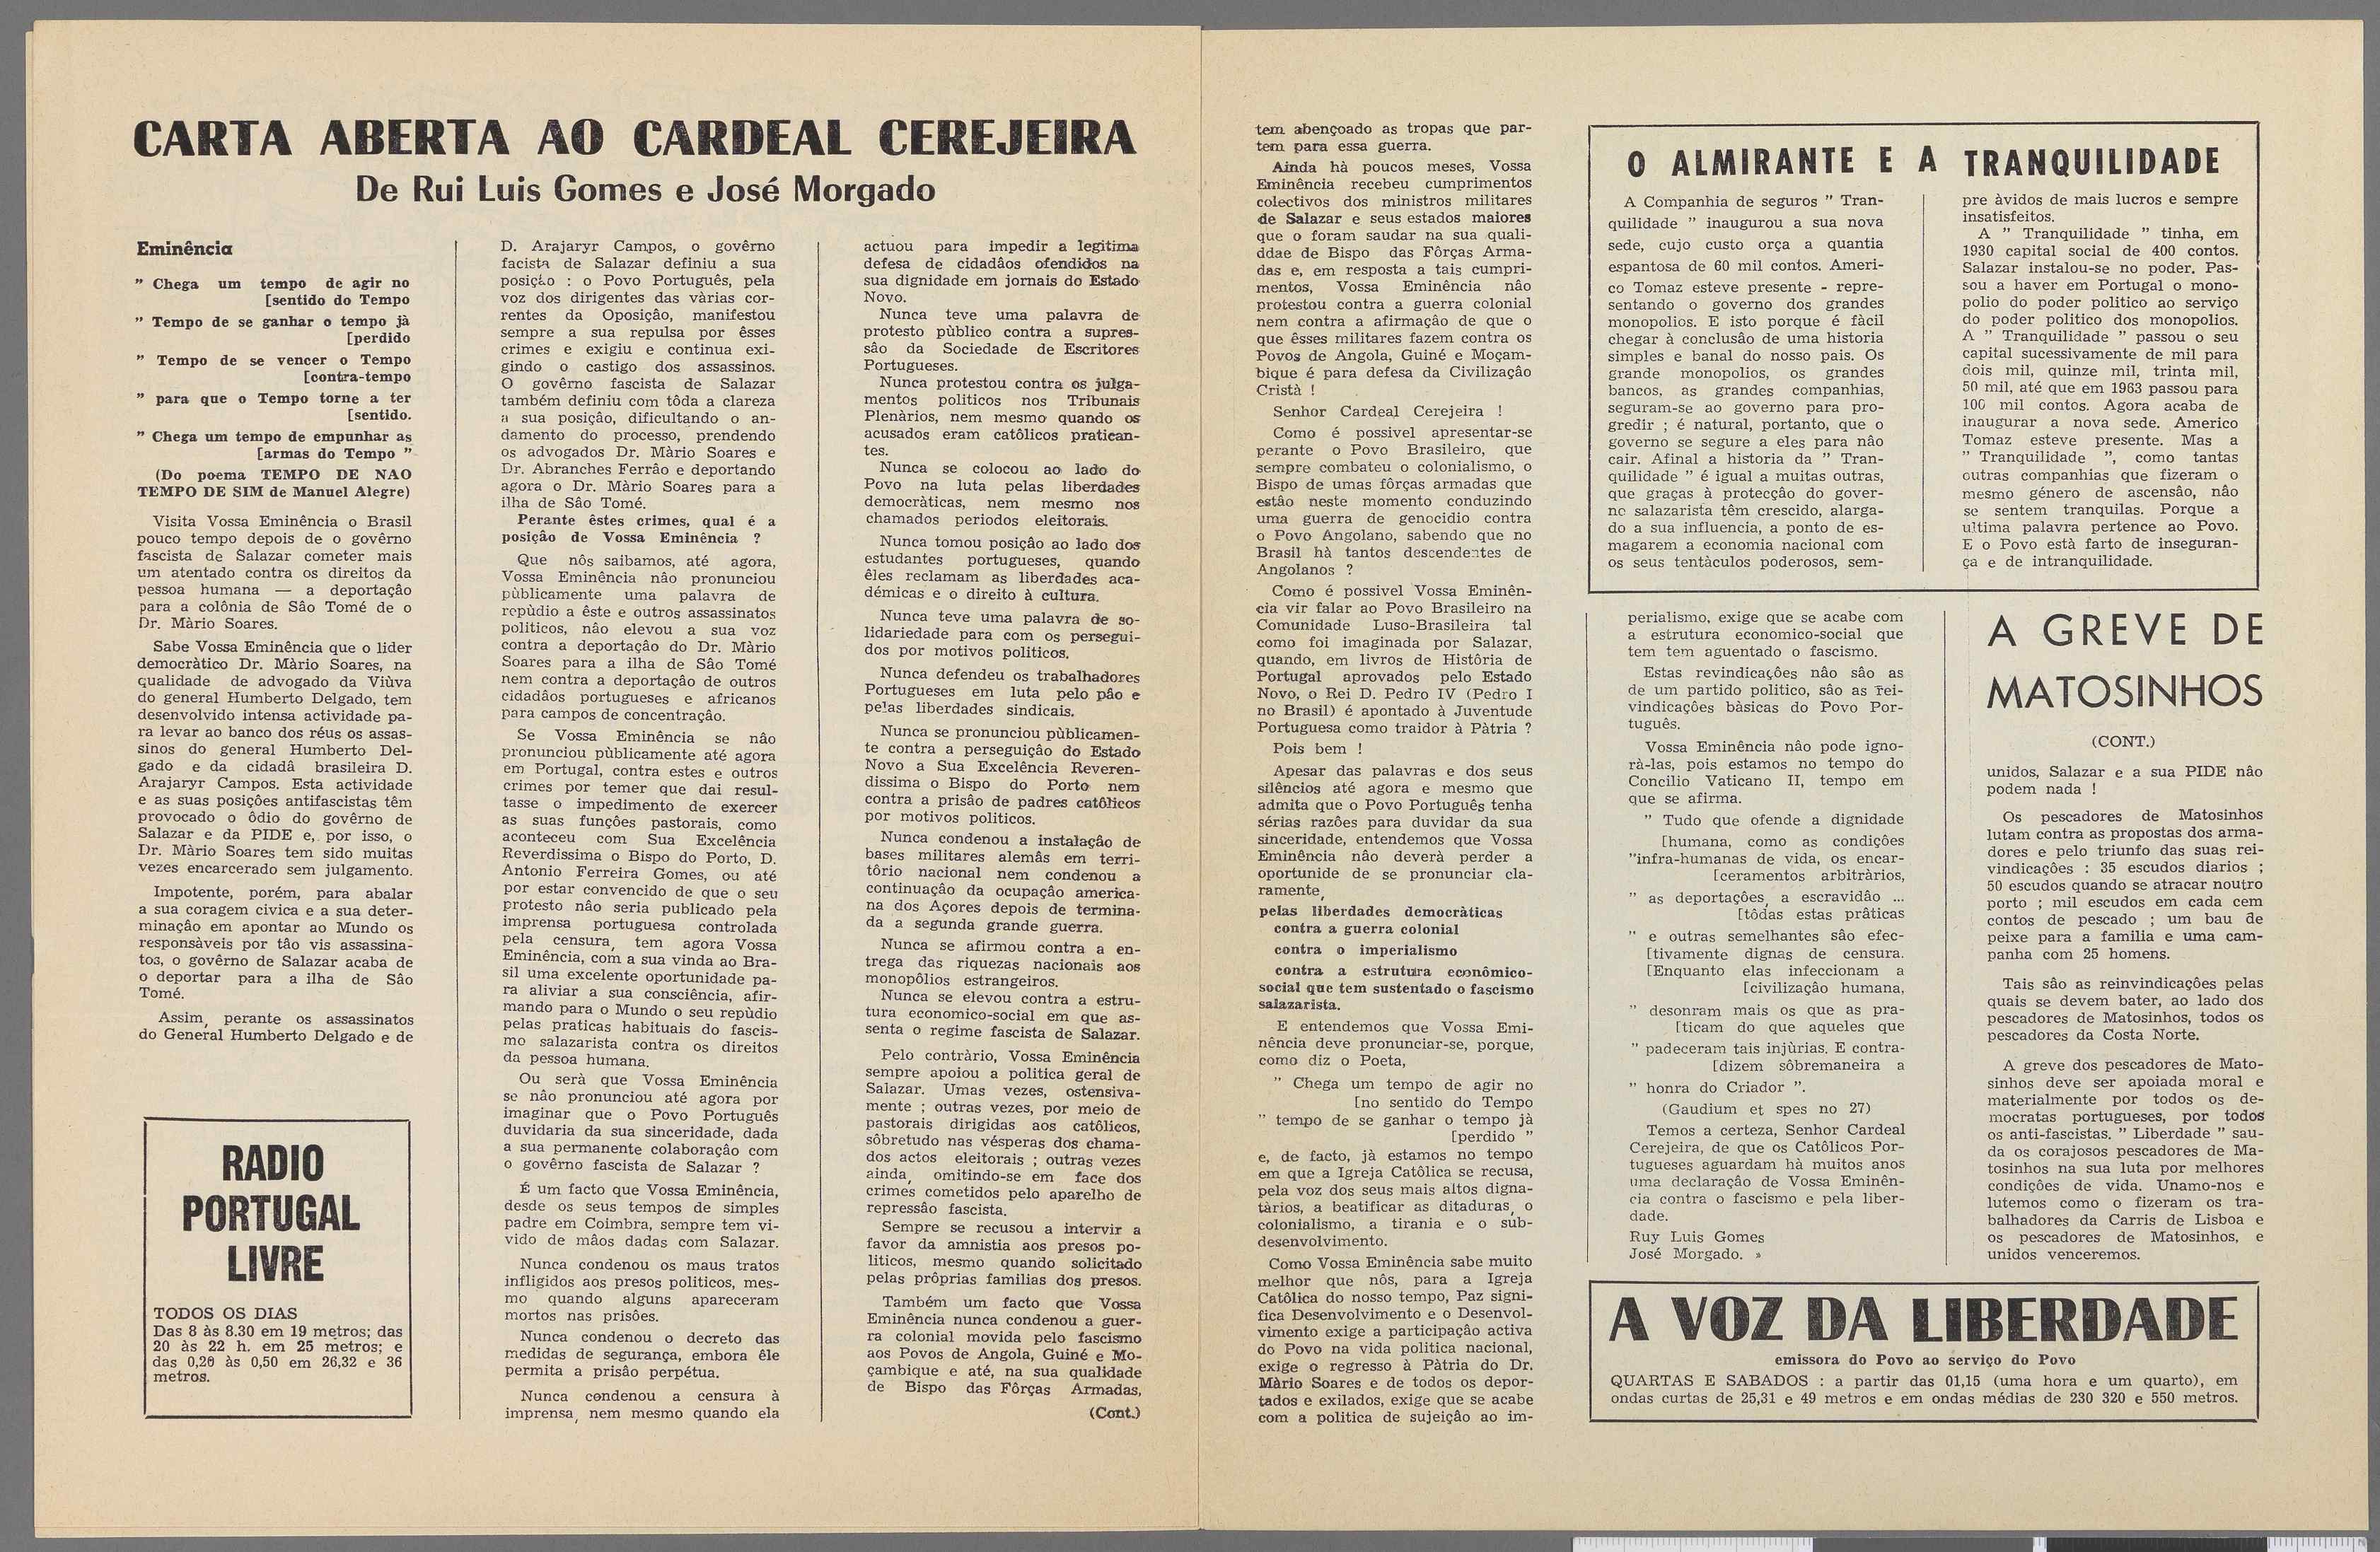 CARTA ABERTA AO CARDEAL CEREJEIRA
De Rui Luis Gomes e José Morgado
Eminência
" Chega um tempo de agir no
[sentido do Tempo
" Tempo de se ganhar o tempo jà
[perdido
" Tempo de se vencer o Tempo
[contra-tempo
" para que o Tempo torne a ter
[sentido.
" Chega um tempo de empunhar as
[armas do Tempo "
(Do poema TEMPO DE NAO
TEMPO DE SIM de Manuel Alegre)
Visita Vossa Eminência o Brasil
pouco tempo depois de o govêrno
fascista de Salazar cometer mais
um atentado contra os direitos da
pessoa humana — a deportação
para a colônia de São Tomé de o
Dr. Màrio Soares.
Sabe Vossa Eminência que o lider
democràtico Dr. Màrio Soares, na
qualidade de advogado da Viùva
do general Humberto Delgado, tem
desenvolvido intensa actividade pa-
ra levar ao banco dos réus os assas-
sinos do general Humberto Del-
gado e da cidadâ brasileira D.
Arajaryr Campos. Esta actividade
e as suas posiçôes antifascistas têm
provocado o ôdio do govêrno de
Salazar e da PIDE e, por isso, o
Dr. Màrio Soares tem sido muitas
vezes encarcerado sem julgamento.
Impotente, porém, para abalar
a sua coragem civica e a sua deter-
minação em apontar ao Mundo os
responsàveis por tâo vis assassina-
tos, o govêrno de Salazar acaba de
o deportar para a ilha de Sâo
Tomé.
Assim, perante os assassinatos
do General Humberto Delgado e de
RADIO
PORTUGAL
LIVRE
TODOS OS DIAS
Das 8 às 8.30 em 19 metros; das
20 às 22 h. em 25 metros; e
das 0,20 às 0,50 em 26,32 e 36
metros.
D. Arajaryr Campos, o govêrno
facista de Salazar definiu a sua
posição : o Povo Português, pela
voz dos dirigentes das vàrias cor-
rentes da Oposiçâo, manifestou
sempre a sua repulsa por êsses
crimes e exigiu e continua exi-
gindo o castigo dos assassinos.
O govêrno fascista de Salazar
também definiu com tôda a clareza
a sua posiçâo, dificultando o an-
damento do processo, prendendo
os advogados Dr. Màrio Soares e
Dr. Abranches Ferrâo e deportando
agora o Dr. Màrio Soares para a
ilha de Sâo Tomé.
Perante êstes crimes, qual é a
posiçâo de Vossa Eminência ?
Que nôs saibamos, até agora,
Vossa Eminência nâo pronunciou
pùblicamente uma palavra de
repùdio a êste e outros assassinatos
politicos, nâo elevou a sua voz
contra a deportaçâo do Dr. Màrio
Soares para a ilha de Sâo Tomé
nem contra a deportaçâo de outros
cidadâos portugueses e africanos
para campos de concentraçâo.
Se Vossa Eminência se nâo
pronunciou pùblicamente até agora
em Portugal, contra estes e outros
crimes por temer que dai resul-
tasse o impedimento de exercer
as suas funçôes pastorais, como
aconteceu com Sua Excelência
Reverdissima o Bispo do Porto, D.
Antonio Ferreira Gomes, ou até
por estar convencido de que o seu
protesto nâo seria publicado pela
imprensa portuguesa controlada
pela censura, tem agora Vossa
Eminência, com a sua vinda ao Bra-
sil uma excelente oportunidade pa-
ra aliviar a sua consciência, afir-
mando para o Mundo o seu repùdio
pelas praticas habituais do fascis-
mo salazarista contra os direitos
da pessoa humana.
Ou serà que Vossa Eminência
se nâo pronunciou até agora por
imaginar que o Povo Português
duvidaria da sua sinceridade, dada
a sua permanente colaboraçâo com
o govêrno fascista de Salazar ?
É um facto que Vossa Eminência,
desde os seus tempos de simples
padre em Coimbra, sempre tem vi-
vido de mâos dadas com Salazar.
Nunca condenou os maus tratos
infligidos aos presos politicos, mes-
mo quando alguns apareceram
mortos nas prisôes.
Nunca condenou o decreto das
medidas de segurança, embora êle
permita a prisâo perpétua.
Nunca condenou a censura à
imprensa, nem mesmo quando ela
actuou para impedir a legitima
defesa de cidadâos ofendidos na
sua dignidade em jornais do Estado
Novo.
Nunca teve uma palavra de
protesto pùblico contra a supres-
sâo da Sociedade de Escritores
Portugueses.
Nunca protestou contra os julga-
mentos politicos nos Tribunais
Plenàrios, nem mesmo quando os
acusados eram catôlicos pratican-
tes.
Nunca se colocou ao lado do
Povo na luta pelas liberdades
democràticas, nem mesmo nos
chamados periodos eleitorais.
Nunca tomou posiçâo ao lado dos
estudantes portugueses, quando
êles reclamam as liberdades aca-
démicas e o direito à cultura.
Nunca teve uma palavra de so-
lidariedade para com os persegui-
dos por motivos politicos.
Nunca defendeu os trabalhadores
Portugueses em luta pelo pâo e
pelas liberdades sindicais.
Nunca se pronunciou pùblicamen-
te contra a perseguiçâo do Estado
Novo a Sua Excelência Reveren-
dissima o Bispo do Porto nem
contra a prisâo de padres catôlicos
por motivos politicos.
Nunca condenou a instalaçâo de
bases militares alemâs em terri-
tôrio nacional nem condenou a
continuaçâo da ocupaçâo america-
na dos Açores depois de termina-
da a segunda grande guerra.
Nunca se afirmou contra a en-
trega das riquezas nacionais aos
monopôlios estrangeiros.
Nunca se elevou contra a estru-
tura economico-social em que as-
senta o regime fascista de Salazar.
Pelo contràrio, Vossa Eminência
sempre apoiou a politica geral de
Salazar. Umas vezes, ostensiva-
mente ; outras vezes, por meio de
pastorais dirigidas aos catôlicos,
sôbretudo nas vésperas dos chama-
dos actos eleitorais ; outras vezes
ainda, omitindo-se em face dos
crimes cometidos pelo aparelho de
repressâo fascista.
Sempre se recusou a intervir a
favor da amnistia aos presos po-
liticos, mesmo quando solicitado
pelas prôprias familias dos presos.
Também um facto que Vossa
Eminência nunca condenou a guer-
ra colonial movida pelo fascismo
aos Povos de Angola, Guiné e Mo-
çambique e até, na sua qualidade
de Bispo das Fôrças Armadas,
(Cont.)
tem abençoado as tropas que par-
tem para essa guerra.
Ainda hà poucos meses, Vossa
Eminência recebeu cumprimentos
colectivos dos ministros militares
de Salazar e seus estados maiores
que o foram saudar na sua quali-
ddae de Bispo das Fôrças Arma-
das e, em resposta a tais cumpri-
mentos, Vossa Eminência nâo
protestou contra a guerra colonial
nem contra a afirmaçâo de que o
que êsses militares fazem contra os
Povos de Angola, Guiné e Moçam-
bique é para defesa da Civilizaçâo
Cristà !
Senhor Cardeal Cerejeira !
Como é possivel apresentar-se
perante o Povo Brasileiro, que
sempre combateu o colonialismo, o
Bispo de umas fôrças armadas que
estâo neste momento conduzindo
uma guerra de genocidio contra
o Povo Angolano, sabendo que no
Brasil hà tantos descendentes de
Angolanos ?
Como é possivel Vossa Eminên-
cia vir falar ao Povo Brasileiro na
Comunidade Luso-Brasileira tal
como foi imaginada por Salazar,
quando, em livros de Histôria de
Portugal aprovados pelo Estado
Novo, o Rei D. Pedro IV (Pedro I
no Brasil) é apontado à Juventude
Portuguesa como traidor à Pàtria ?
Pois bem !
Apesar das palavras e dos seus
silêncios até agora e mesmo que
admita que o Povo Português tenha
sérias razôes para duvidar da sua
sinceridade, entendemos que Vossa
Eminência nâo deverà perder a
oportunide de se pronunciar cla-
ramente,
pelas liberdades democràticas
contra a guerra colonial
contra o imperialismo
contra a estrutura econômico-
social que tem sustentado o fascismo
salazarista.
E entendemos que Vossa Emi-
nência deve pronunciar-se, porque,
como diz o Poeta,
" Chega um tempo de agir no
[no sentido do Tempo
" tempo de se ganhar o tempo jà
[perdido "
e, de facto, jà estamos no tempo
em que a Igreja Catôlica se recusa,
pela voz dos seus mais altos digna-
tàrios, a beatificar as ditaduras, o
colonialismo, a tirania e o sub-
desenvolvimento.
Como Vossa Eminência sabe muito
melhor que nôs, para a Igreja
Catôlica do nosso tempo, Paz signi-
fica Desenvolvimento e o Desenvol-
vimento exige a participaçâo activa
do Povo na vida politica nacional,
exige o regresso à Pàtria do Dr.
Màrio Soares e de todos os depor-
tados e exilados, exige que se acabe
com a politica de sujeiçâo ao im-
O ALMIRANTE E A TRANQUILIDADE
A Companhia de seguros " Tran-
quilidade " inaugurou a sua nova
sede, cujo custo orça a quantia
espantosa de 60 mil contos. Ameri-
co Tomaz esteve presente - repre-
sentando o governo dos grandes
monopolios. E isto porque é fàcil
chegar à conclusâo de uma historia
simples e banal do nosso pais. Os
grande monopolios, os grandes
bancos, as grandes companhias,
seguram-se ao governo para pro-
gredir ; é natural, portanto, que o
governo se segure a eles para nâo
cair. Afinal a historia da " Tran-
quilidade " é igual a muitas outras,
que graças à protecçâo do gover-
no salazarista têm crescido, alarga-
do a sua influencia, a ponto de es-
magarem a economia nacional com
os seus tentàculos poderosos, sem-
pre àvidos de mais lucros e sempre
insatisfeitos.
A " Tranquilidade " tinha, em
1930 capital social de 400 contos.
Salazar instalou-se no poder. Pas-
sou a haver em Portugal o mono-
polio do poder politico ao serviço
do poder politico dos monopolios.
A " Tranquilidade " passou o seu
capital sucessivamente de mil para
dois mil, quinze mil, trinta mil,
50 mil, até que em 1963 passou para
100 mil contos. Agora acaba de
inaugurar a nova sede. Americo
Tomaz esteve presente. Mas a
" Tranquilidade ", como tantas
outras companhias que fizeram o
mesmo género de ascensâo, nâo
se sentem tranquilas. Porque a
ultima palavra pertence ao Povo.
E o Povo està farto de inseguran-
ça e de intranquilidade.
perialismo, exige que se acabe com
a estrutura economico-social que
tem tem aguentado o fascismo.
Estas revindicaçôes nâo sâo as
de um partido politico, sâo as rei-
vindicaçôes bàsicas do Povo Por-
tuguês.
Vossa Eminência nâo pode igno-
rà-las, pois estamos no tempo do
Concilio Vaticano II, tempo em
que se afirma.
" Tudo que ofende a dignidade
[humana, como as condiçôes
"infra-humanas de vida, os encar-
[ceramentos arbitràrios,
" as deportaçôes, a escravidâo ...
[tôdas estas prâticas
" e outras semelhantes sâo efec-
[tivamente dignas de censura.
[Enquanto elas infeccionam a
[civilizaçâo humana,
" desonram mais os que as pra-
[ticam do que aqueles que
" padeceram tais injùrias. E contra-
[dizem sôbremaneira a
" honra do Criador ".
(Gaudium et spes no 27)
Temos a certeza, Senhor Cardeal
Cerejeira, de que os Catôlicos Por-
tugueses aguardam hà muitos anos
uma declaraçâo de Vossa Eminên-
cia contra o fascismo e pela liber-
dade.
Ruy Luis Gomes
José Morgado. »
A GREVE DE
MATOSINHOS
(CONT.)
unidos, Salazar e a sua PIDE nâo
podem nada !
Os pescadores de Matosinhos
lutam contra as propostas dos arma-
dores e pelo triunfo das suas rei-
vindicaçôes : 35 escudos diarios ;
50 escudos quando se atracar noutro
porto ; mil escudos em cada cem
contos de pescado ; um bau de
peixe para a familia e uma cam-
panha com 25 homens.
Tais sâo as reinvindicaçôes pelas
quais se devem bater, ao lado dos
pescadores de Matosinhos, todos os
pescadores da Costa Norte.
A greve dos pescadores de Mato-
sinhos deve ser apoiada moral e
materialmente por todos os de-
mocratas portugueses, por todos
os anti-fascistas. " Liberdade " sau-
da os corajosos pescadores de Ma-
tosinhos na sua luta por melhores
condiçôes de vida. Unamo-nos e
lutemos como o fizeram os tra-
balhadores da Carris de Lisboa e
os pescadores de Matosinhos, e
unidos venceremos.
A VOZ DA LIBERDADE
emissora do Povo ao serviço do Povo
QUARTAS E SABADOS : a partir das 01,15 (uma hora e um quarto), em
ondas curtas de 25,31 e 49 metros e em ondas médias de 230 320 e 550 metros.